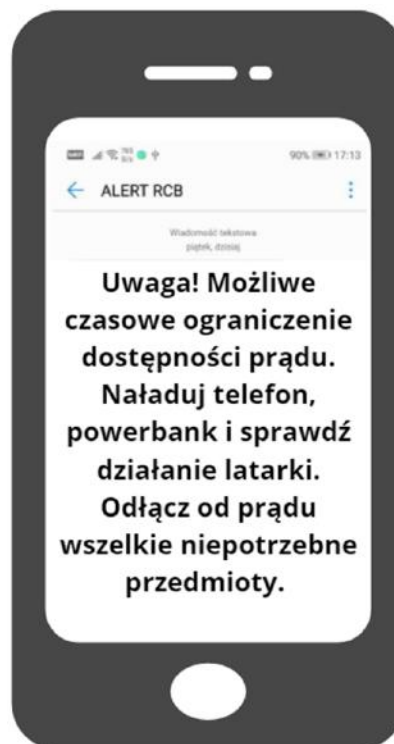 90% 17:13
ALERT RCB
Wiadomość tekstowa
piątek, dzisiaj
Uwaga! Możliwe
czasowe ograniczenie
dostępności prądu.
Naładuj telefon,
powerbank i sprawdź
działanie latarki.
Odłącz od prądu
wszelkie niepotrzebne
przedmioty.